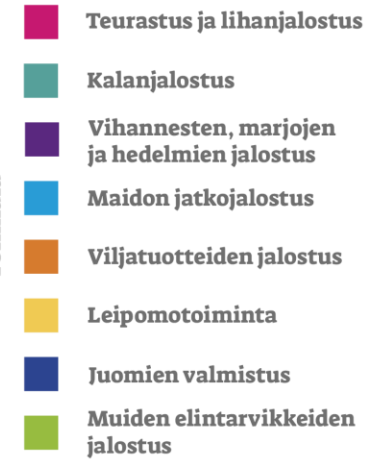 Teurastus ja lihanjalostus
Kalanjalostus
Vihannesten, marjojen
ja hedelmien jalostus
Maidon jatkojalostus
Viljatuotteiden jalostus
Leipomotoiminta
Juomien valmistus
Muiden elintarvikkeiden
jalostus